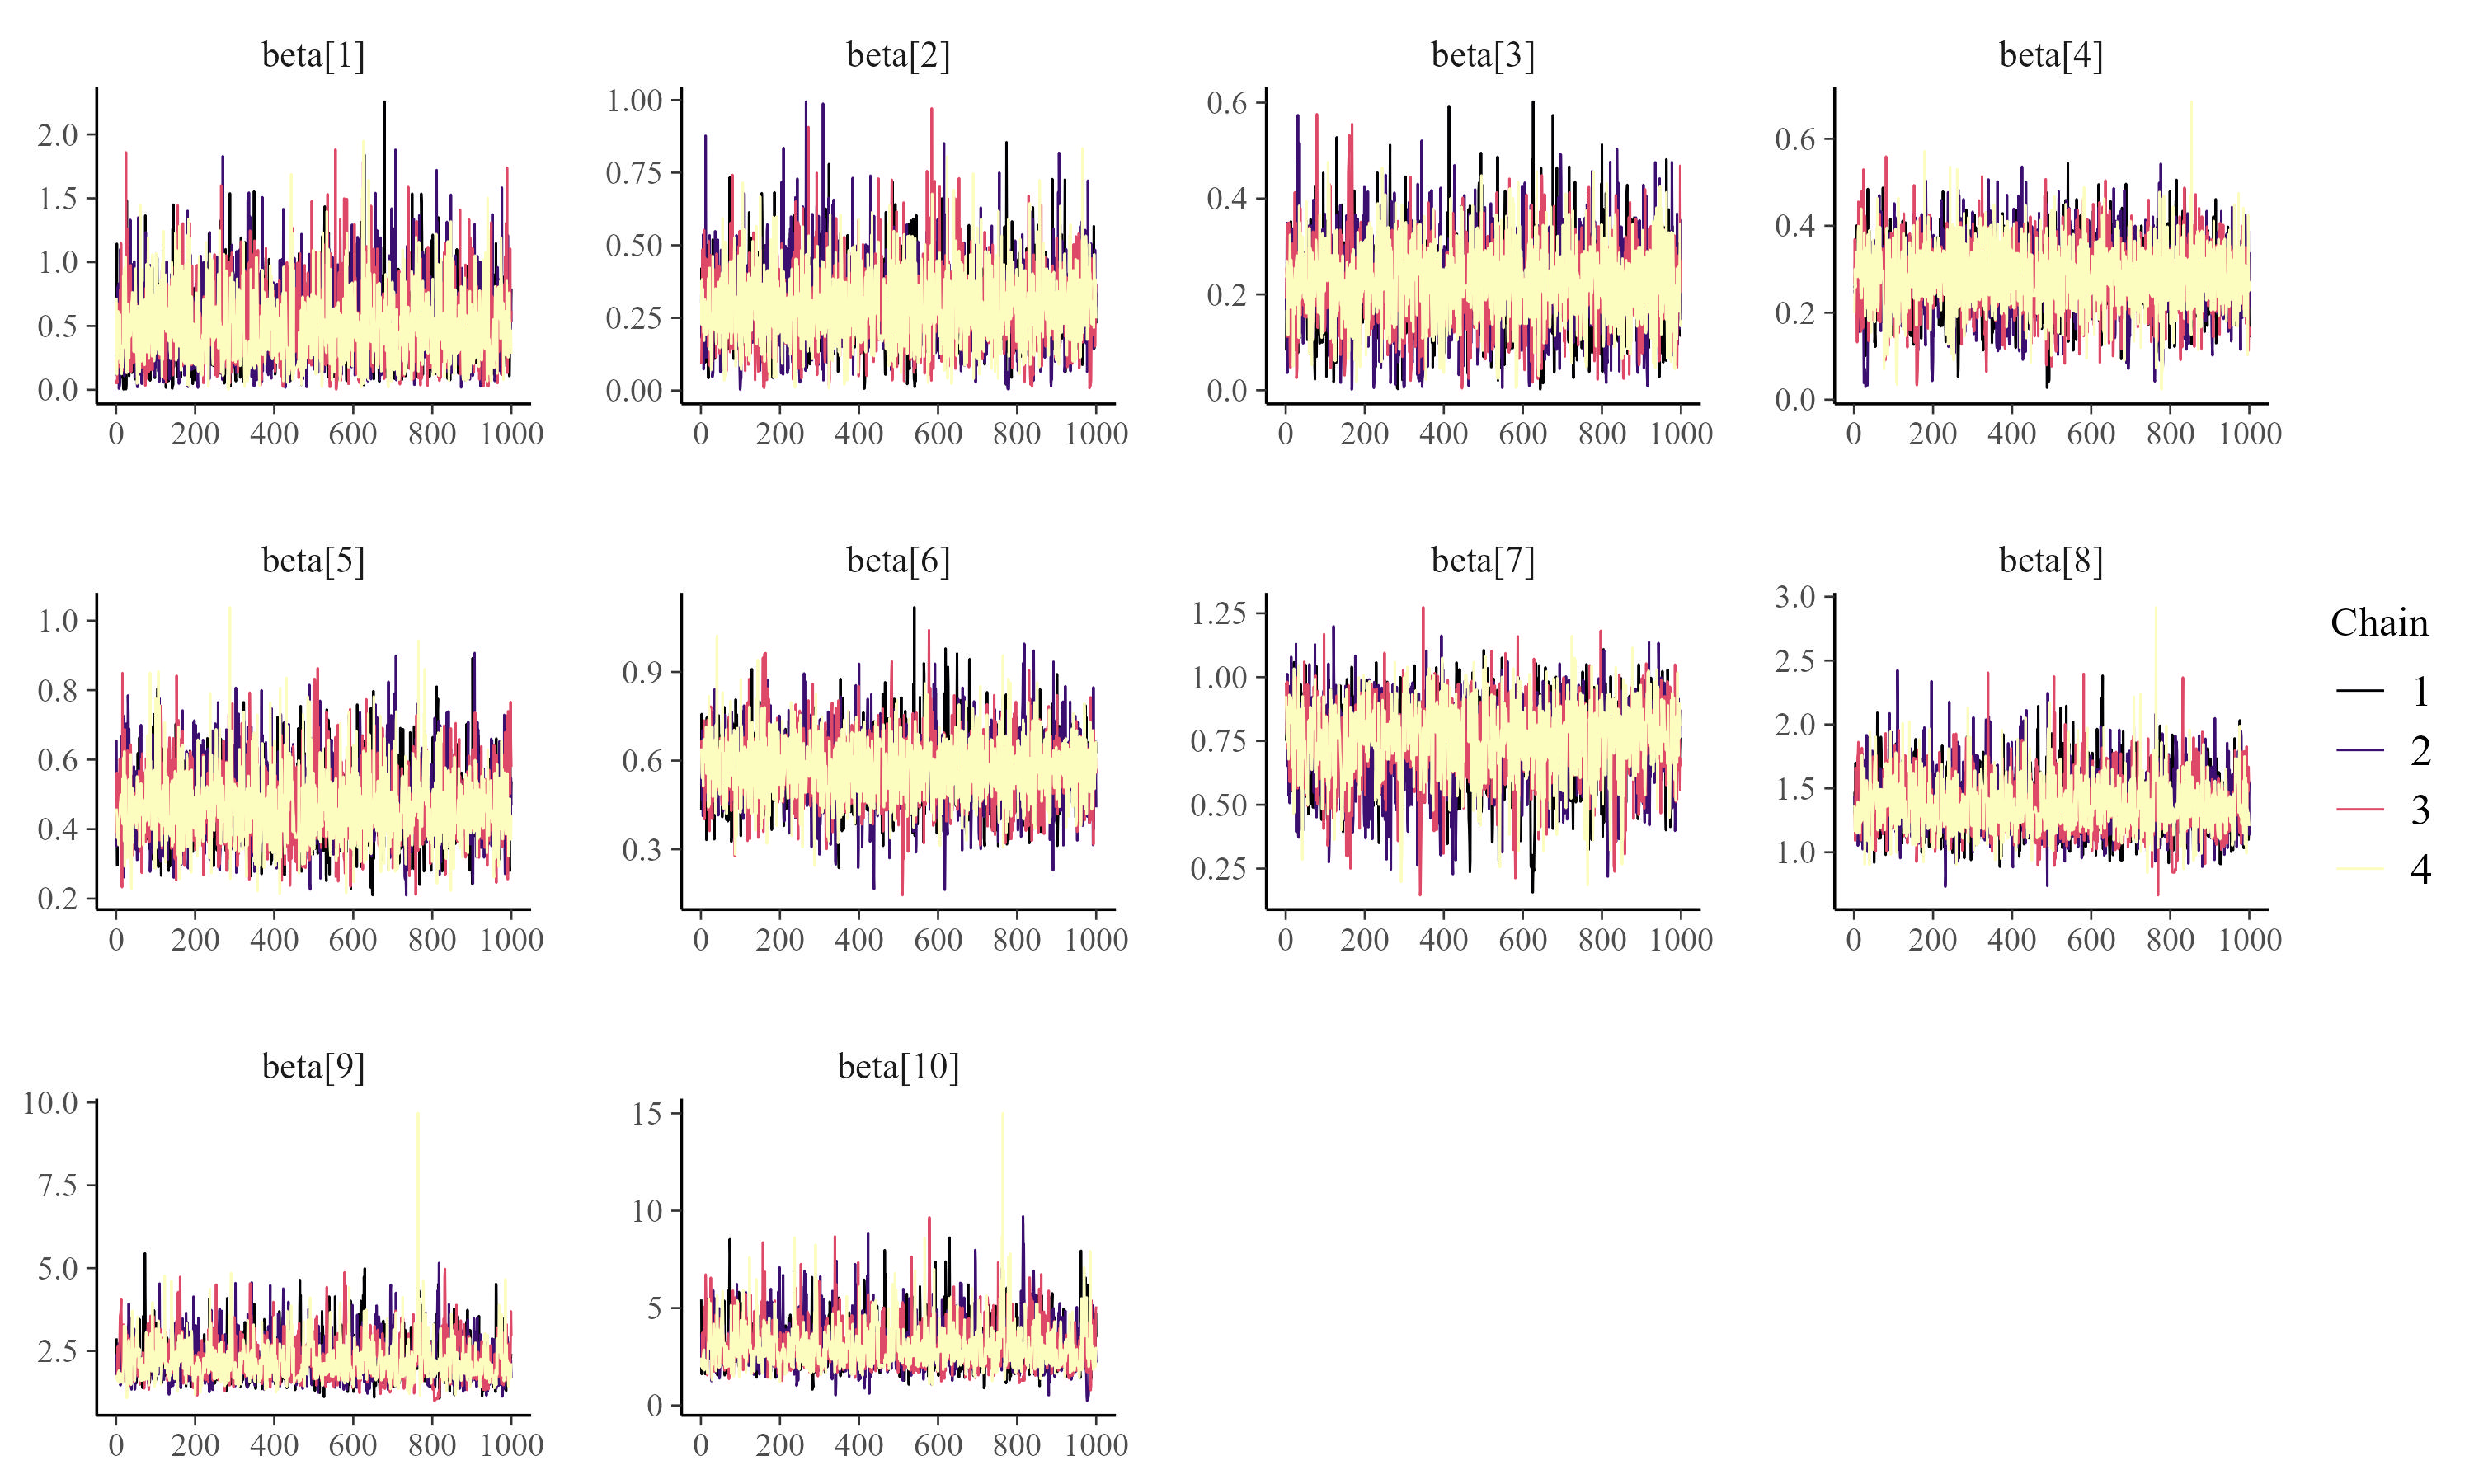 beta[1] beta[2] beta[3] beta[4]
2.0 1.5 1.0 0.5 0.0
1.00 0.75 0.50 0.25 0.00
0.6 0.4 0.2 0.0
0.6 0.4 0.2 0.0
0 200 400 600 800 1000 0 200 400 600 800 1000 0 200 400 600 800 1000 0 200 400 600 800 1000
beta[5] beta[6] beta[7] beta[8]
1.0 0.8 0.6 0.4 0.2
0.9 0.6 0.3
1.25 1.00 0.75 0.50 0.25
3.0 2.5 2.0 1.5 1.0
0 200 400 600 800 1000 0 200 400 600 800 1000 0 200 400 600 800 1000 0 200 400 600 800 1000
Chain
1
2
3
4
beta[9] beta[10]
10.0 7.5 5.0 2.5
15 10 5 0
0 200 400 600 800 1000 0 200 400 600 800 1000